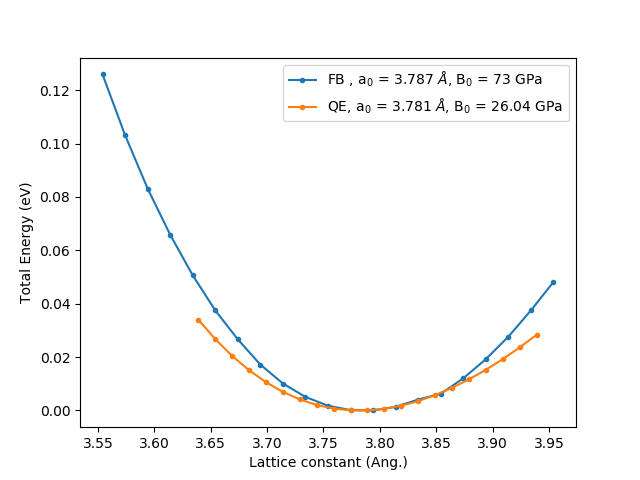 FB , a₀ = 3.787 Å, B₀ = 73 GPa
QE, a₀ = 3.781 Å, B₀ = 26.04 GPa
Total Energy (eV)
0.12
0.10
0.08
0.06
0.04
0.02
0.00
3.55 3.60 3.65 3.70 3.75 3.80 3.85 3.90 3.95
Lattice constant (Ang.)